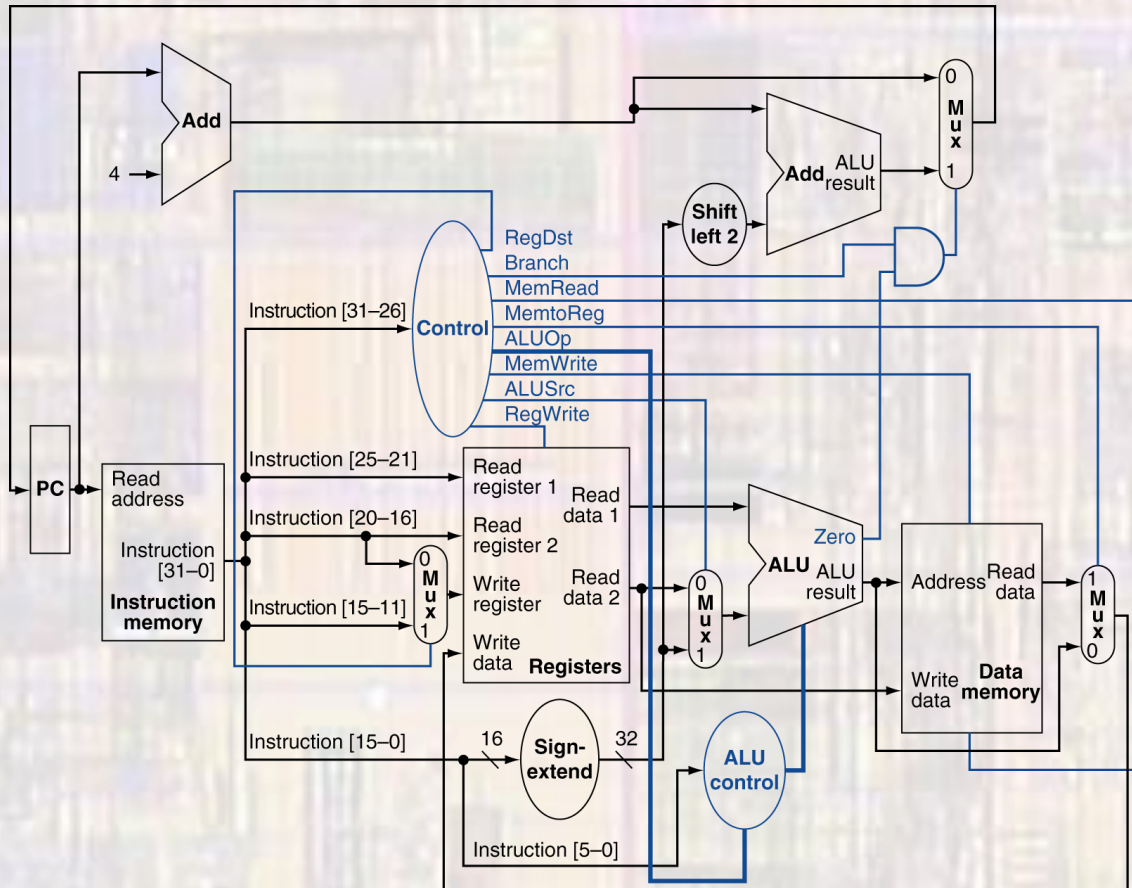 0
M
u
x
1
Add
4
Add
ALU
result
Shift
left 2
RegDst
Branch
MemRead
MemtoReg
ALUOp
MemWrite
ALUSrc
RegWrite
Control
Instruction [31–26]
Instruction [25–21]
Instruction [20–16]
Instruction [15–11]
Instruction [15–0]
Instruction [5–0]
PC
Read
address
Instruction
[31–0]
Instruction
memory
0
M
u
x
1
Read
register 1
Read
register 2
Write
register
Write
data
Read
data 1
Read
data 2
Registers
0
M
u
x
1
Zero
ALU
ALU
result
Address
Read
data
Write
data
Data
memory
1
M
u
x
0
16
Sign-
extend
32
ALU
control